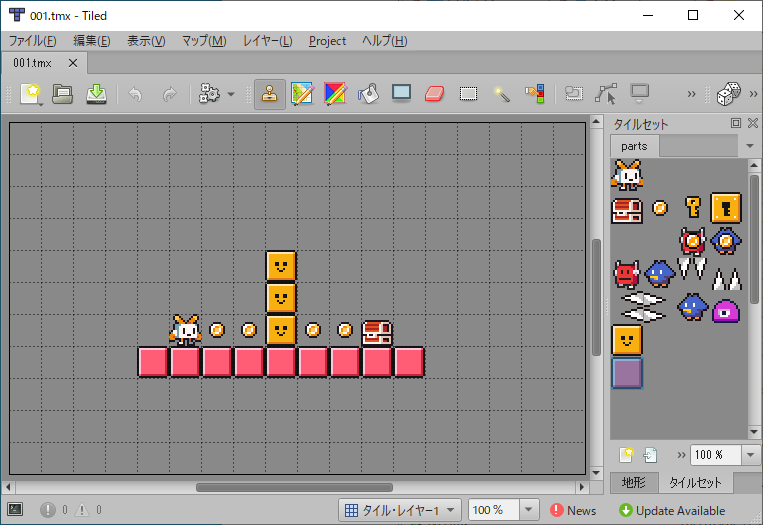 001.tmx - Tiled
ファイル(F) 編集(E) 表示(V) マップ(M) レイヤー(L) Project ヘルプ(H)
001.tmx
タイルセット
parts
100 %
地形 タイルセット
0 0 タイル・レイヤー1 100 % News Update Available